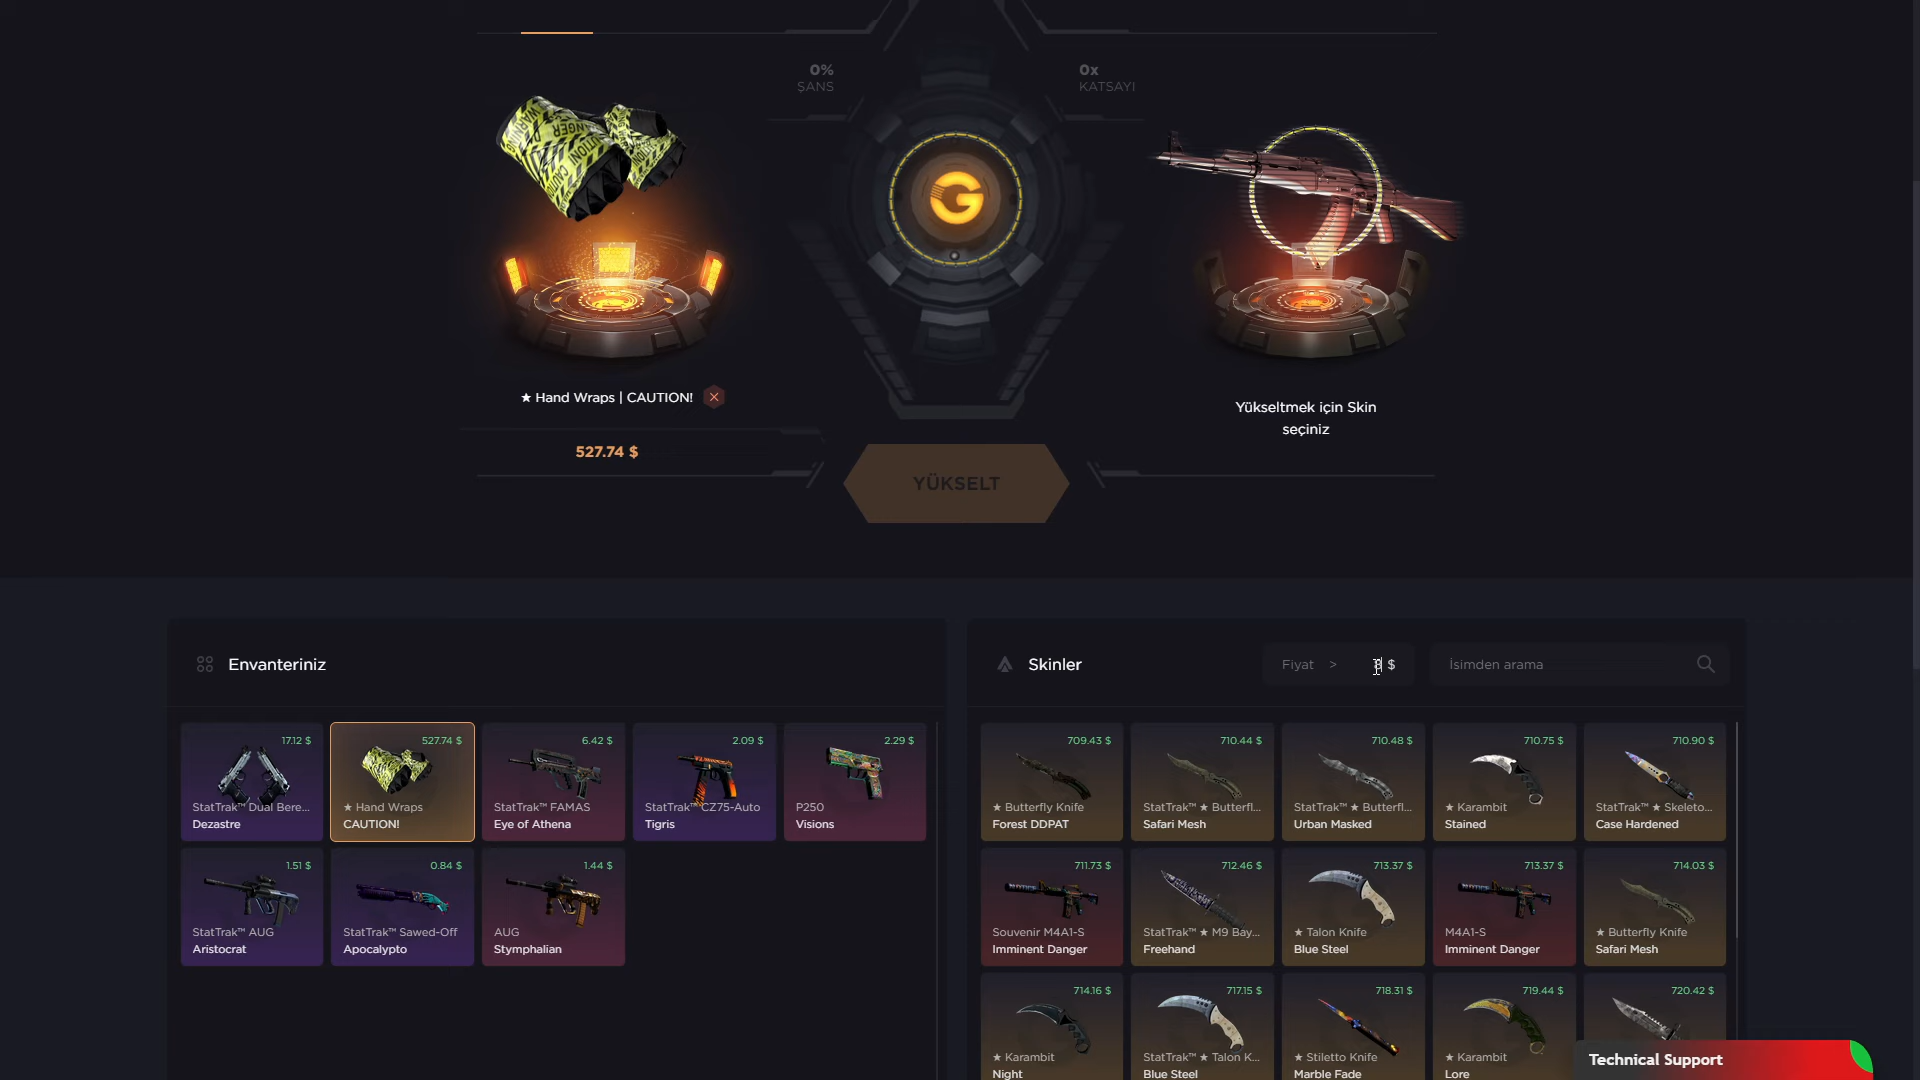 0%
ŞANS
0x
KATSAYI
★ Hand Wraps | CAUTION!
527.74 $
Yükseltmek için Skin
seçiniz
YÜKSELT
Envanteriniz
17.12 $
StatTrak™ Dual Bere...
Dezastre
527.74 $
★ Hand Wraps
CAUTION!
6.42 $
StatTrak™ FAMAS
Eye of Athena
2.09 $
StatTrak™ CZ75-Auto
Tigris
2.29 $
P250
Visions
1.51 $
StatTrak™ AUG
Aristocrat
0.84 $
StatTrak™ Sawed-Off
Apocalypto
1.44 $
AUG
Stymphalian
Skinler
Fiyat > $
İsimden arama
709.43 $
★ Butterfly Knife
Forest DDPAT
710.44 $
StatTrak™ ★ Butterfl...
Safari Mesh
710.48 $
StatTrak™ ★ Butterfl...
Urban Masked
710.75 $
★ Karambit
Stained
710.90 $
StatTrak™ ★ Skeleto...
Case Hardened
711.73 $
Souvenir M4A1-S
Imminent Danger
712.46 $
StatTrak™ ★ M9 Bay...
Freehand
713.37 $
★ Talon Knife
Blue Steel
713.37 $
M4A1-S
Imminent Danger
714.03 $
★ Butterfly Knife
Safari Mesh
714.16 $
★ Karambit
Night
717.15 $
StatTrak™ ★ Talon K...
Blue Steel
718.31 $
★ Stiletto Knife
Marble Fade
719.44 $
★ Karambit
Lore
720.42 $
Technical Support